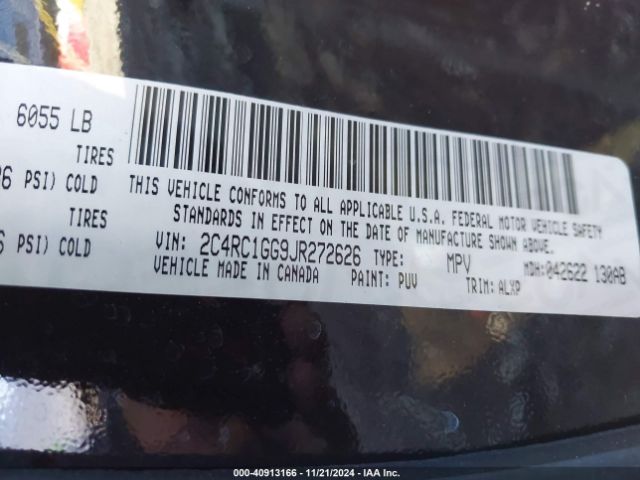 6055 LB
TIRES
PSI) COLD
PSI) COLD
THIS VEHICLE CONFORMS TO ALL APPLICABLE U.S.A. FEDERAL MOTOR VEHICLE SAFETY
STANDARDS IN EFFECT ON THE DATE OF MANUFACTURE SHOWN ABOVE.
VIN: 2C4RC1GG9JR272626 TYPE: MPV MDH: 042622 130AB
VEHICLE MADE IN CANADA PAINT: PUV TRIM: ALXP
000-40913166 - 11/21/2024 - IAA Inc.